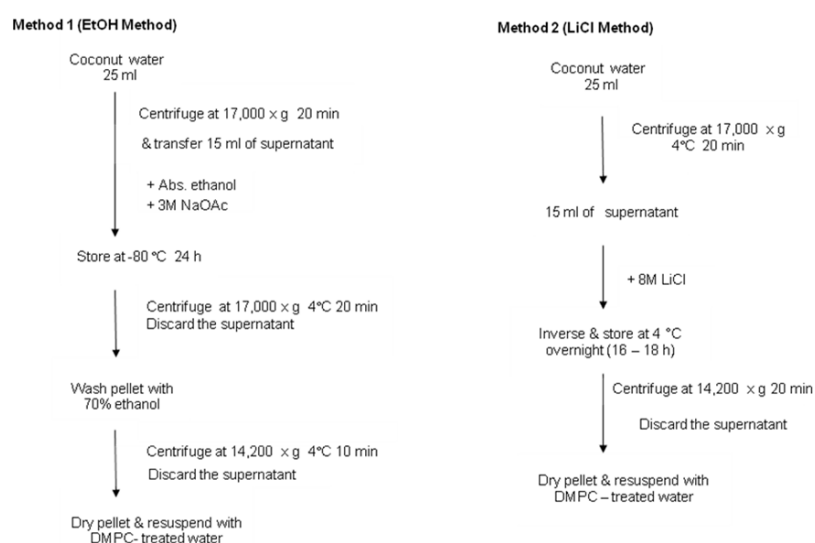 Method 1 (EtOH Method)
Coconut water
25 ml
Centrifuge at 17,000 x g 20 min
& transfer 15 ml of supernatant
+ Abs. ethanol
+ 3M NaOAc
Store at -80 °C 24 h
Centrifuge at 17,000 x g 4°C 20 min
Discard the supernatant
Wash pellet with
70% ethanol
Centrifuge at 14,200 x g 4°C 10 min
Discard the supernatant
Dry pellet & resuspend with
DMPC- treated water
Method 2 (LiCl Method)
Coconut water
25 ml
Centrifuge at 17,000 x g
4°C 20 min
15 ml of supernatant
+ 8M LiCl
Inverse & store at 4 °C
overnight (16 – 18 h)
Centrifuge at 14,200 x g 20 min
Discard the supernatant
Dry pellet & resuspend with
DMPC – treated water